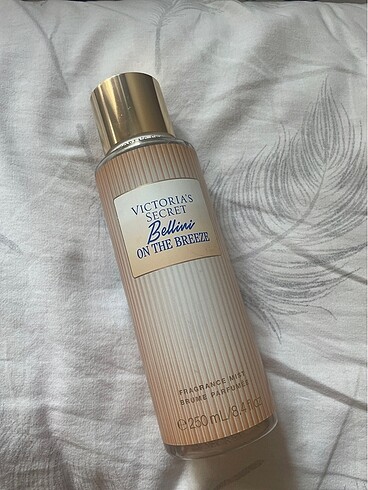 VICTORIA'S
SECRET
Bellini
ON THE BREEZE
FRAGRANCE MIST
BRUME PARFUMÉE
℮ 250 mL/8.4 fl oz